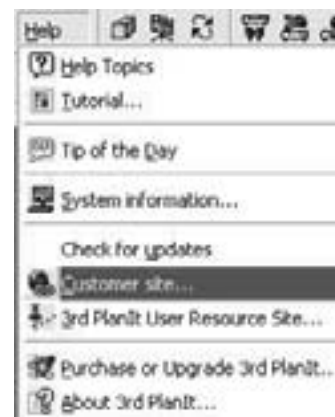 Help
Help Topics
Tutorial...
Tip of the Day
System information...
Check for updates
Customer site...
3rd PlanIt User Resource Site...
Purchase or Upgrade 3rd PlanIt...
About 3rd PlanIt...